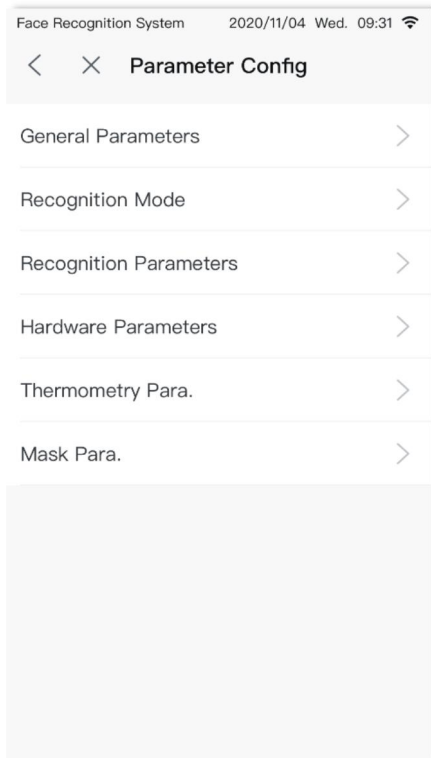 Face Recognition System 2020/11/04 Wed. 09:31
Parameter Config
General Parameters
Recognition Mode
Recognition Parameters
Hardware Parameters
Thermometry Para.
Mask Para.